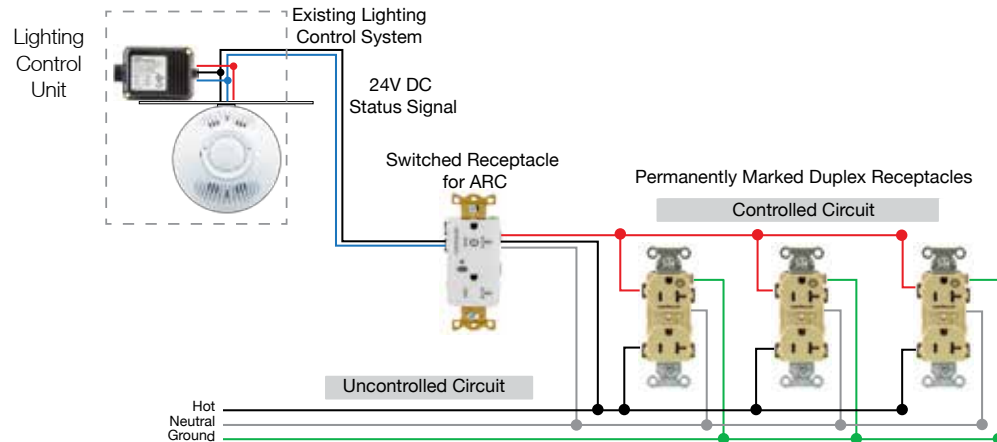 Lighting
Control
Unit
Existing Lighting
Control System
24V DC
Status Signal
Switched Receptacle
for ARC
Permanently Marked Duplex Receptacles
Controlled Circuit
Uncontrolled Circuit
Hot
Neutral
Ground